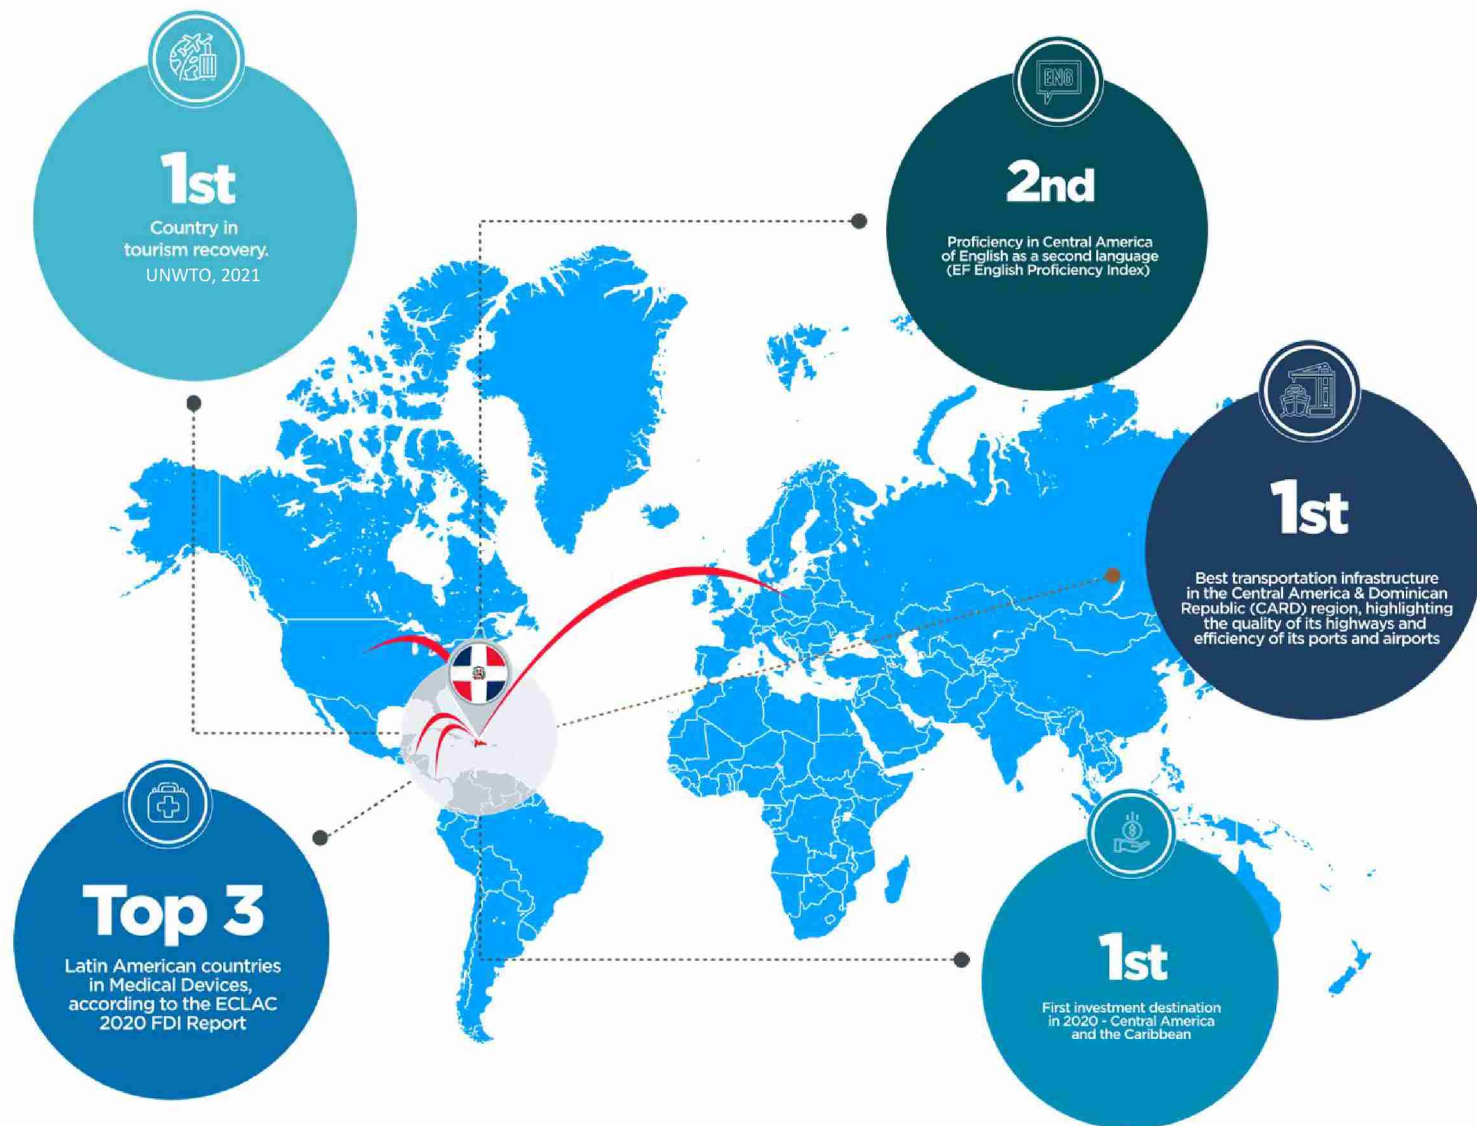 1st
Country in
tourism recovery.
UNWTO, 2021
ENG
2nd
Proficiency in Central America
of English as a second language
(EF English Proficiency Index)
1st
Best transportation infrastructure
in the Central America & Dominican
Republic (CARD) region, highlighting
the quality of its highways and
efficiency of its ports and airports
Top 3
Latin American countries
in Medical Devices,
according to the ECLAC
2020 FDI Report
1st
First investment destination
in 2020 - Central America
and the Caribbean